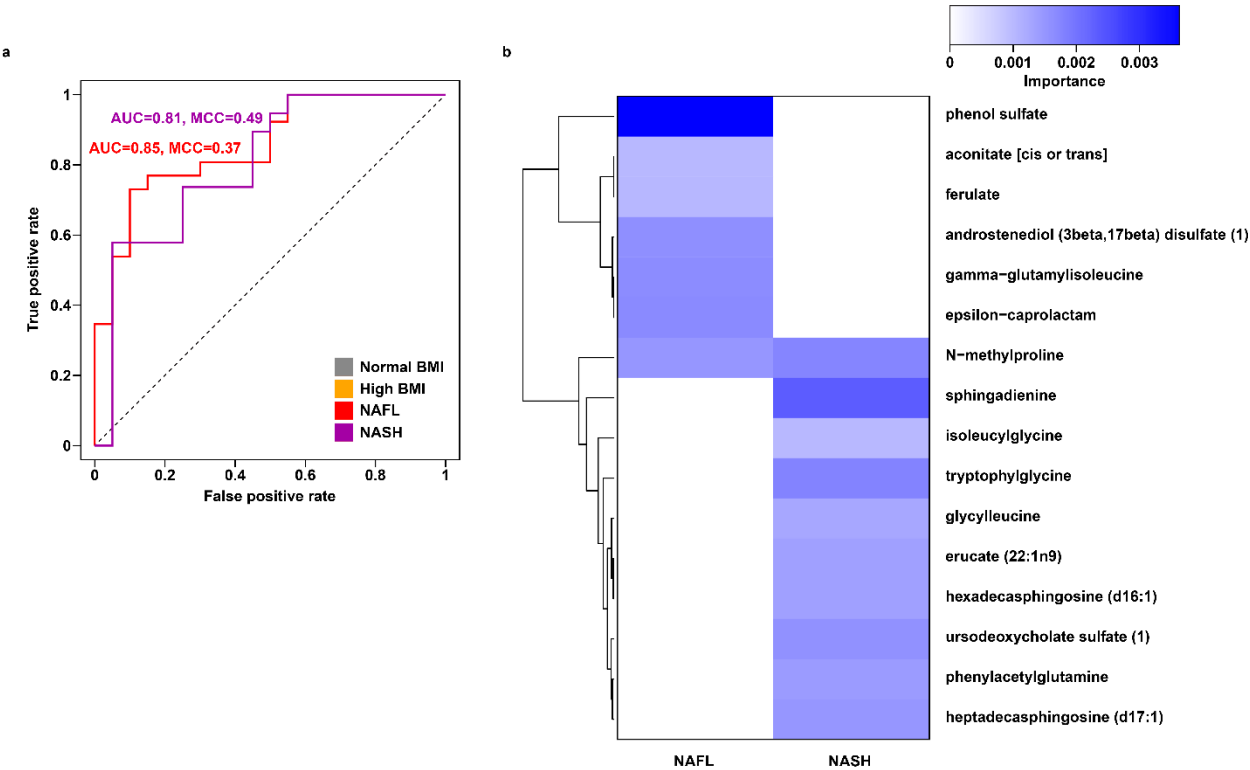 a
AUC=0.81, MCC=0.49
AUC=0.85, MCC=0.37
1
0.8
0.6
0.4
0.2
0
True positive rate
Normal BMI
High BMI
NAFL
NASH
0 0.2 0.4 0.6 0.8 1
False positive rate
b
0 0.001 0.002 0.003
Importance
phenol sulfate
aconitate [cis or trans]
ferulate
androstenediol (3beta,17beta) disulfate (1)
gamma−glutamylisoleucine
epsilon−caprolactam
N−methylproline
sphingadienine
isoleucylglycine
tryptophylglycine
glycylleucine
erucate (22:1n9)
hexadecasphingosine (d16:1)
ursodeoxycholate sulfate (1)
phenylacetylglutamine
heptadecasphingosine (d17:1)
NAFL NASH